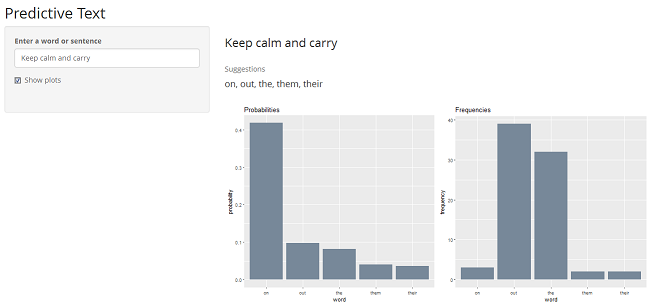 Predictive Text
Enter a word or sentence
Keep calm and carry
Show plots
Keep calm and carry
Suggestions
on, out, the, them, their
Probabilities
probability
0.4
0.3
0.2
0.1
0.0
on out the them their
word
Frequencies
frequency
40
30
20
10
0
on out the them their
word